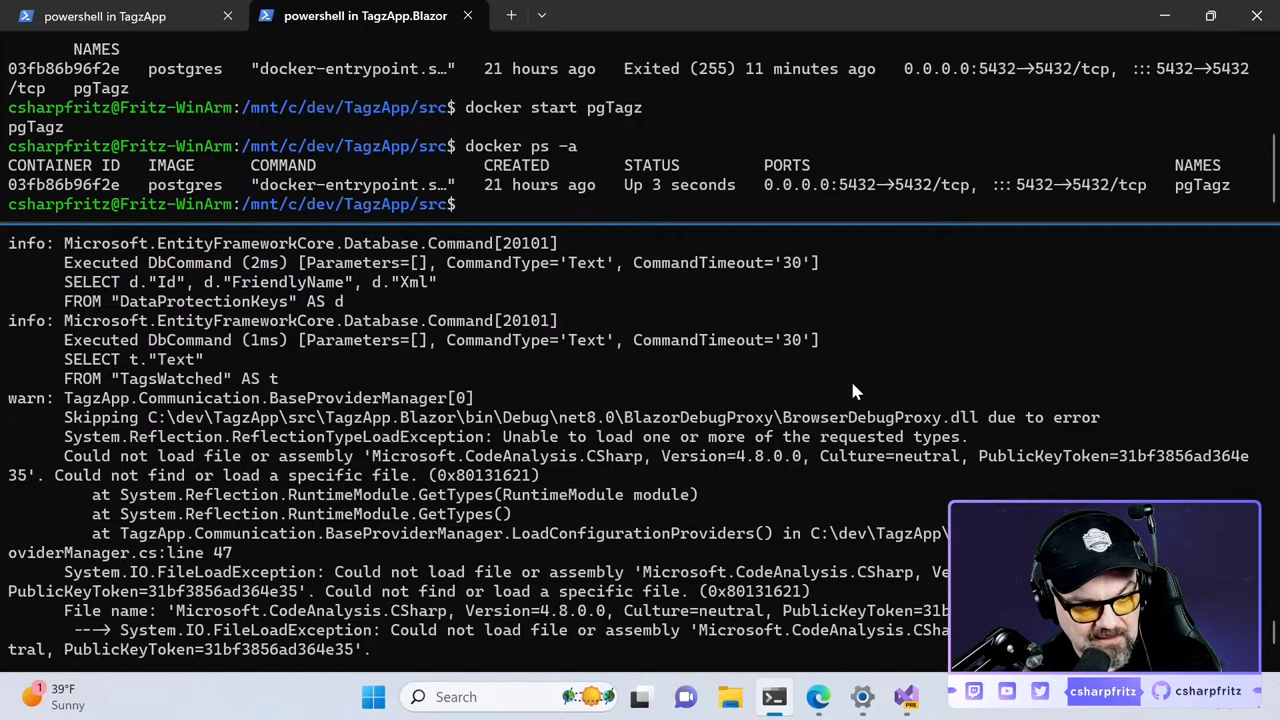 powershell in TagzApp
powershell in TagzApp.Blazor
NAMES
03fb86b96f2e postgres "docker-entrypoint.s…" 21 hours ago Exited (255) 11 minutes ago 0.0.0.0:5432->5432/tcp, :::5432->5432
/tcp pgTagz
csharpfritz@Fritz-WinArm:/mnt/c/dev/TagzApp/src$ docker start pgTagz
pgTagz
csharpfritz@Fritz-WinArm:/mnt/c/dev/TagzApp/src$ docker ps -a
CONTAINER ID IMAGE COMMAND CREATED STATUS PORTS NAMES
03fb86b96f2e postgres "docker-entrypoint.s…" 21 hours ago Up 3 seconds 0.0.0.0:5432->5432/tcp, :::5432->5432/tcp pgTagz
csharpfritz@Fritz-WinArm:/mnt/c/dev/TagzApp/src$
info: Microsoft.EntityFrameworkCore.Database.Command[20101]
Executed DbCommand (2ms) [Parameters=[], CommandType='Text', CommandTimeout='30']
SELECT d."Id", d."FriendlyName", d."Xml"
FROM "DataProtectionKeys" AS d
info: Microsoft.EntityFrameworkCore.Database.Command[20101]
Executed DbCommand (1ms) [Parameters=[], CommandType='Text', CommandTimeout='30']
SELECT t."Text"
FROM "TagsWatched" AS t
warn: TagzApp.Communication.BaseProviderManager[0]
Skipping C:\dev\TagzApp\src\TagzApp.Blazor\bin\Debug\net8.0\BlazorDebugProxy\BrowserDebugProxy.dll due to error
System.Reflection.ReflectionTypeLoadException: Unable to load one or more of the requested types.
Could not load file or assembly 'Microsoft.CodeAnalysis.CSharp, Version=4.8.0.0, Culture=neutral, PublicKeyToken=31bf3856ad364e
35'. Could not find or load a specific file. (0x80131621)
at System.Reflection.RuntimeModule.GetTypes(RuntimeModule module)
at System.Reflection.RuntimeModule.GetTypes()
at TagzApp.Communication.BaseProviderManager.LoadConfigurationProviders() in C:\dev\TagzApp\
oviderManager.cs:line 47
System.IO.FileLoadException: Could not load file or assembly 'Microsoft.CodeAnalysis.CSharp, Ve
PublicKeyToken=31bf3856ad364e35'. Could not find or load a specific file. (0x80131621)
File name: 'Microsoft.CodeAnalysis.CSharp, Version=4.8.0.0, Culture=neutral, PublicKeyToken=31b
---> System.IO.FileLoadException: Could not load file or assembly 'Microsoft.CodeAnalysis.CSha
tral, PublicKeyToken=31bf3856ad364e35'.
1
39°F
Sunny
Search
PRE
csharpfritz
csharpfritz